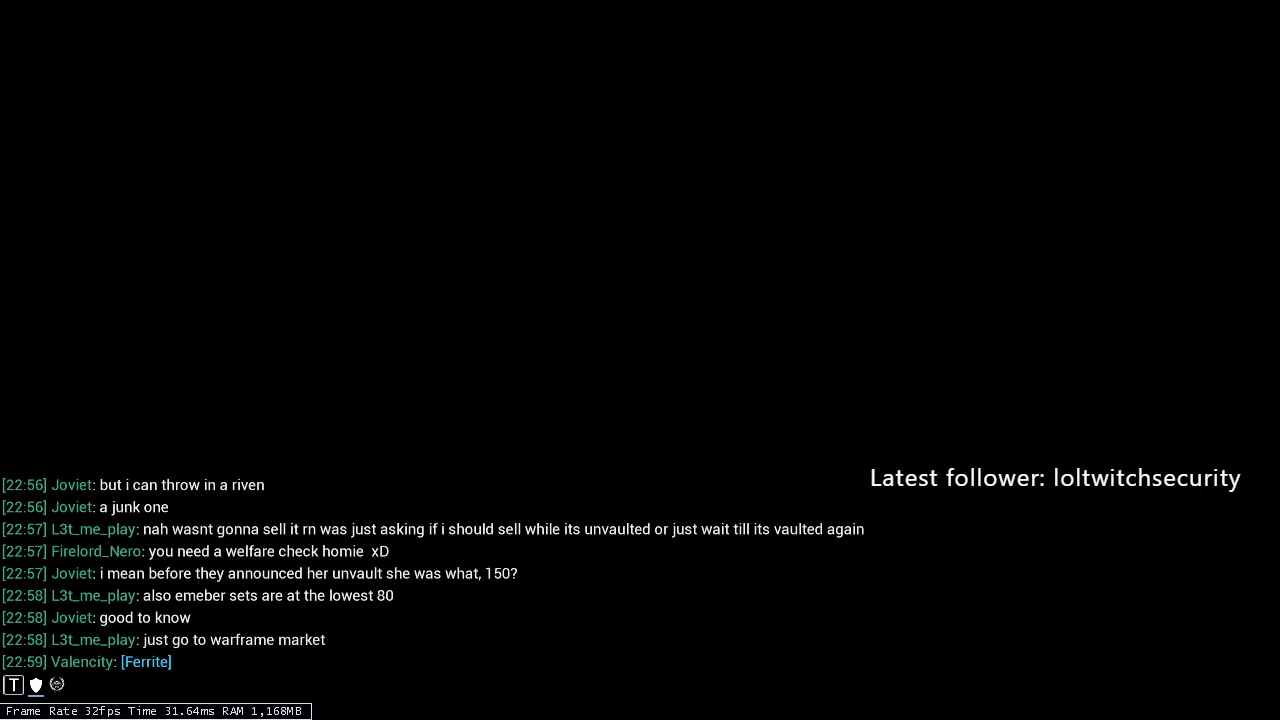 Latest follower: loltwitchsecurity
[22:56] Joviet: but i can throw in a riven
[22:56] Joviet: a junk one
[22:57] L3t_me_play: nah wasnt gonna sell it rn was just asking if i should sell while its unvaulted or just wait till its vaulted again
[22:57] Firelord_Nero: you need a welfare check homie  xD
[22:57] Joviet: i mean before they announced her unvault she was what, 150?
[22:58] L3t_me_play: also emeber sets are at the lowest 80
[22:58] Joviet: good to know
[22:58] L3t_me_play: just go to warframe market
[22:59] Valencity: [Ferrite]
T
Frame Rate 32fps Time 31.64ms RAM 1,168MB